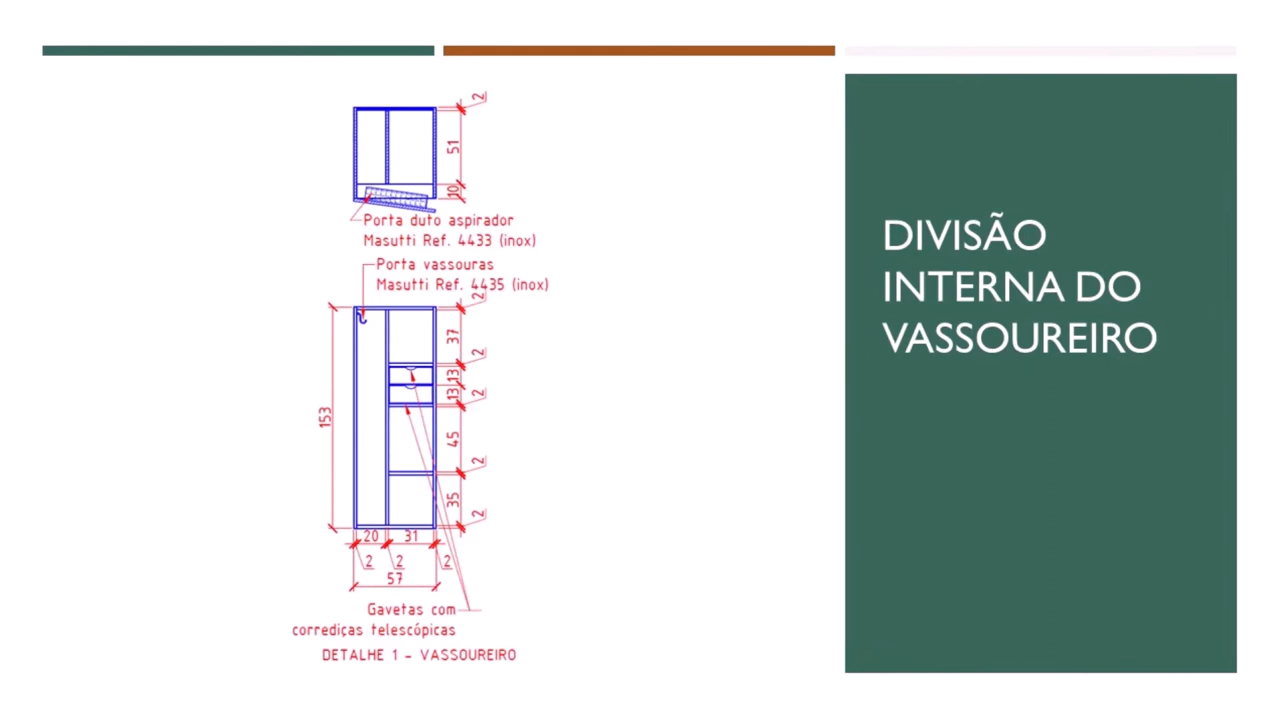 2
51
10
Porta duto aspirador
Masutti Ref. 4433 (inox)
Porta vassouras
Masutti Ref. 4435 (inox)
2
37
2
13
13
2
153
45
2
35
2
20 31
2 2 2
57
Gavetas com
corrediças telescópicas
DETALHE 1 - VASSOUREIRO
DIVISÃO
INTERNA DO
VASSOUREIRO